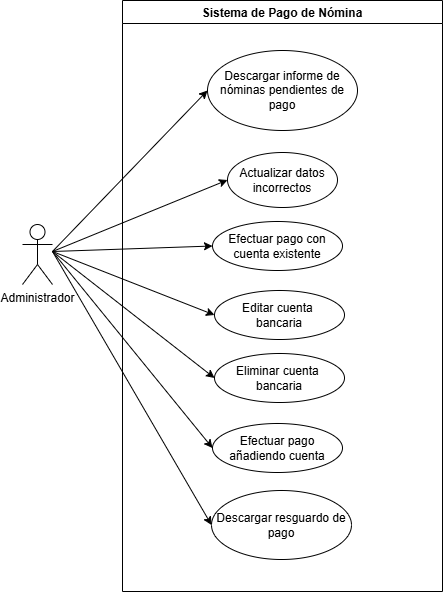 Sistema de Pago de Nómina
Descargar informe de
nóminas pendientes de
pago
Actualizar datos
incorrectos
Efectuar pago con
cuenta existente
Administrador
Editar cuenta
bancaria
Eliminar cuenta
bancaria
Efectuar pago
añadiendo cuenta
Descargar resguardo de
pago